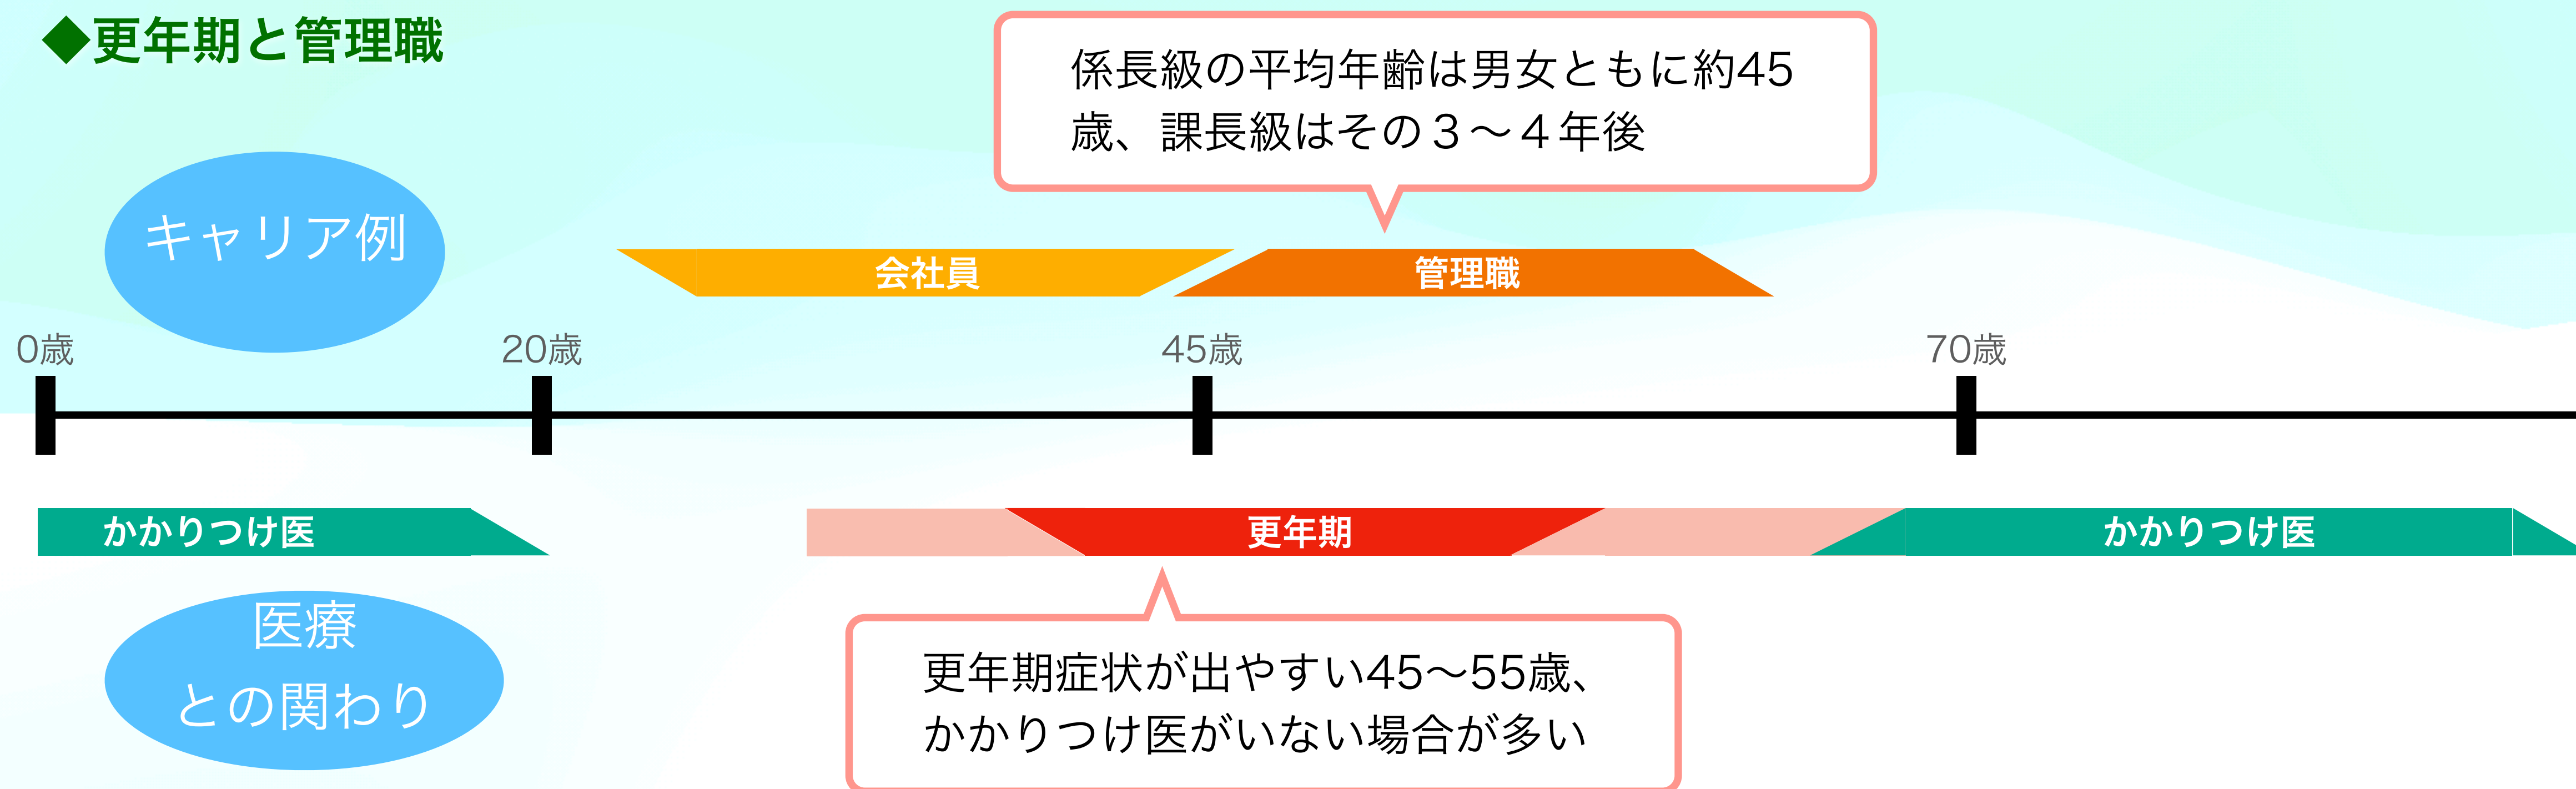 ◆更年期と管理職
係長級の平均年齢は男女ともに約45
歳、課長級はその３～４年後
キャリア例
会社員
管理職
0歳
20歳
45歳
70歳
かかりつけ医
更年期
かかりつけ医
医療
との関わり
更年期症状が出やすい45～55歳、
かかりつけ医がいない場合が多い